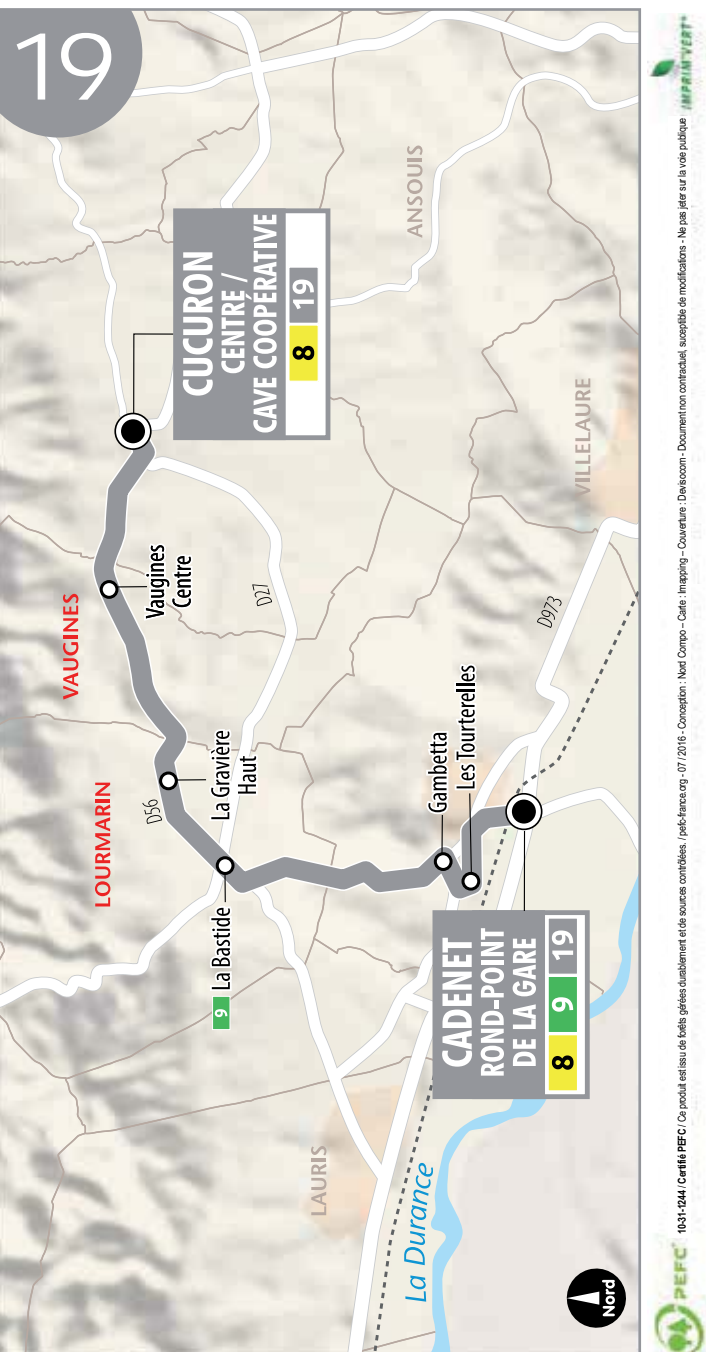 19
CUCURON
CENTRE /
CAVE COOPÉRATIVE
8 19
ANSOUIS
VILLELAURE
VAUGINES
Vaugines
Centre
D27
D973
LOURMARIN
D56
La Gravière
Haut
Gambetta
Les Tourterelles
9 La Bastide
CADENET
ROND-POINT
DE LA GARE
8 9 19
LAURIS
La Durance
Nord
PEFC 10-31-1244 / Certifié PEFC / Ce produit est issu de forêts gérées durablement et de sources contrôlées. / pefc-france.org - 07 / 2016 - Conception : Nord Compo – Carte : Imapping – Couverture : Devisocom - Document non contractuel, suceptible de modifications - Ne pas jeter sur la voie publique
IMPRIM'VERT®